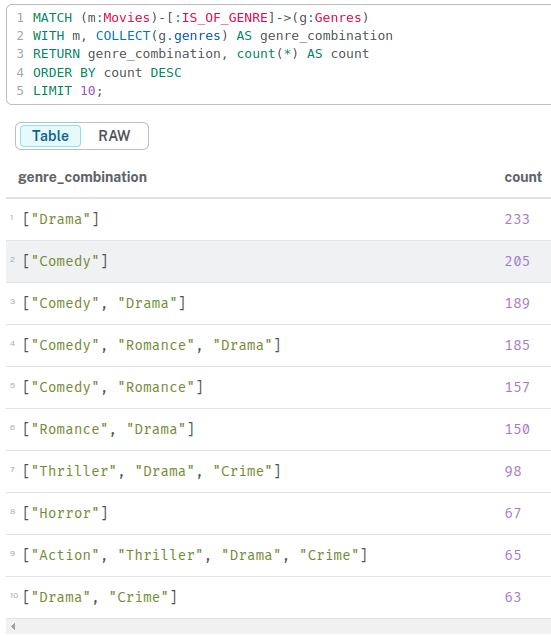 1 MATCH (m:Movies)-[:IS_OF_GENRE]->(g:Genres)
2 WITH m, COLLECT(g.genres) AS genre_combination
3 RETURN genre_combination, count(*) AS count
4 ORDER BY count DESC
5 LIMIT 10;
Table RAW
genre_combination count
1 ["Drama"] 233
2 ["Comedy"] 205
3 ["Comedy", "Drama"] 189
4 ["Comedy", "Romance", "Drama"] 185
5 ["Comedy", "Romance"] 157
6 ["Romance", "Drama"] 150
7 ["Thriller", "Drama", "Crime"] 98
8 ["Horror"] 67
9 ["Action", "Thriller", "Drama", "Crime"] 65
10 ["Drama", "Crime"] 63